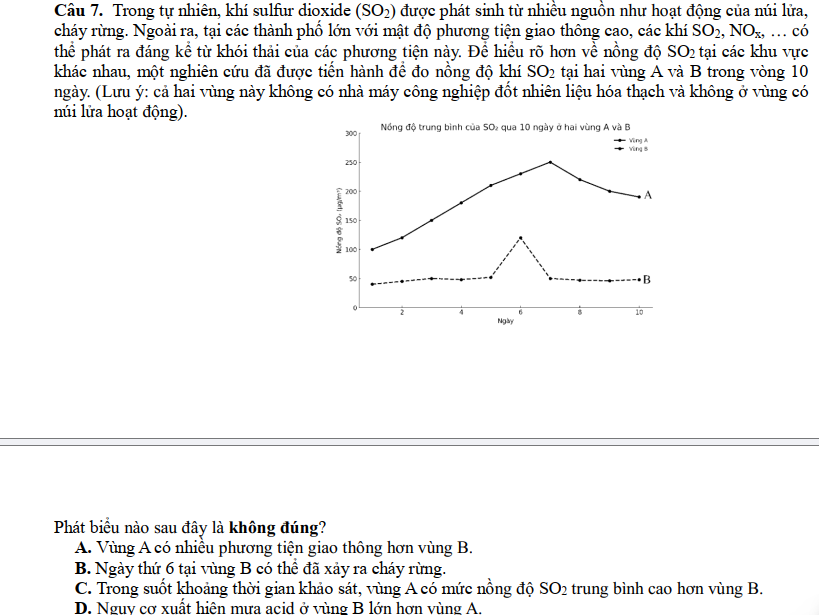 Câu 7. Trong tự nhiên, khí sulfur dioxide (SO₂) được phát sinh từ nhiều nguồn như hoạt động của núi lửa,
cháy rừng. Ngoài ra, tại các thành phố lớn với mật độ phương tiện giao thông cao, các khí SO₂, NOₓ, … có
thể phát ra đáng kể từ khói thải của các phương tiện này. Để hiểu rõ hơn về nồng độ SO₂ tại các khu vực
khác nhau, một nghiên cứu đã được tiến hành để đo nồng độ khí SO₂ tại hai vùng A và B trong vòng 10
ngày. (Lưu ý: cả hai vùng này không có nhà máy công nghiệp đốt nhiên liệu hóa thạch và không ở vùng có
núi lửa hoạt động).
Nồng độ trung bình của SO₂ qua 10 ngày ở hai vùng A và B
Vùng A
Vùng B
Nồng độ SO₂ (µg/m³)
300
250
200
150
100
50
0
A
B
2
4
6
8
10
Ngày
Phát biểu nào sau đây là không đúng?
A. Vùng A có nhiều phương tiện giao thông hơn vùng B.
B. Ngày thứ 6 tại vùng B có thể đã xảy ra cháy rừng.
C. Trong suốt khoảng thời gian khảo sát, vùng A có mức nồng độ SO₂ trung bình cao hơn vùng B.
D. Nguy cơ xuất hiện mưa acid ở vùng B lớn hơn vùng A.